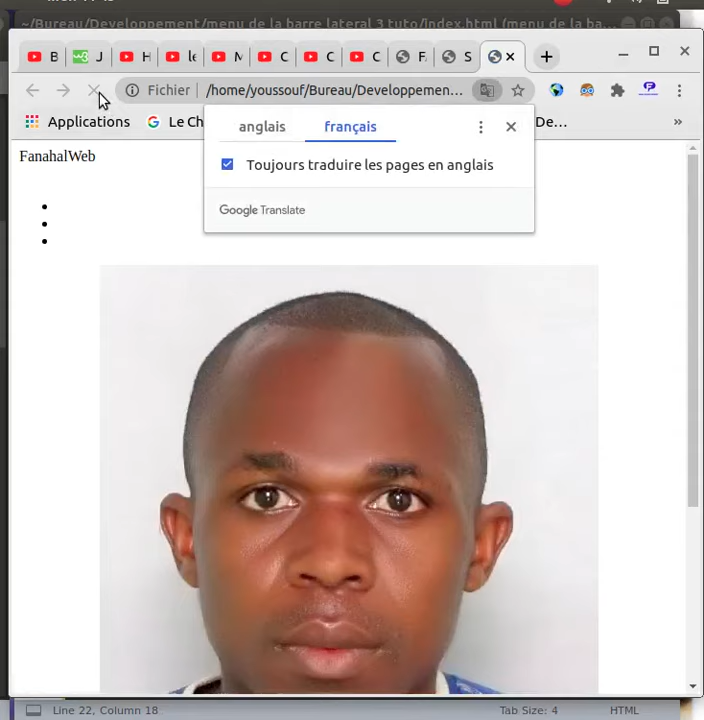 ~/Bureau/Developpement/menu de la barre lateral 3 tuto/index.html (menu de la ba...
B J H le M C C C F S
Fichier /home/youssouf/Bureau/Developpemen...
Applications Le Ch De...
anglais français
Toujours traduire les pages en anglais
Google Translate
FanahalWeb
Line 22, Column 18 Tab Size: 4 HTML